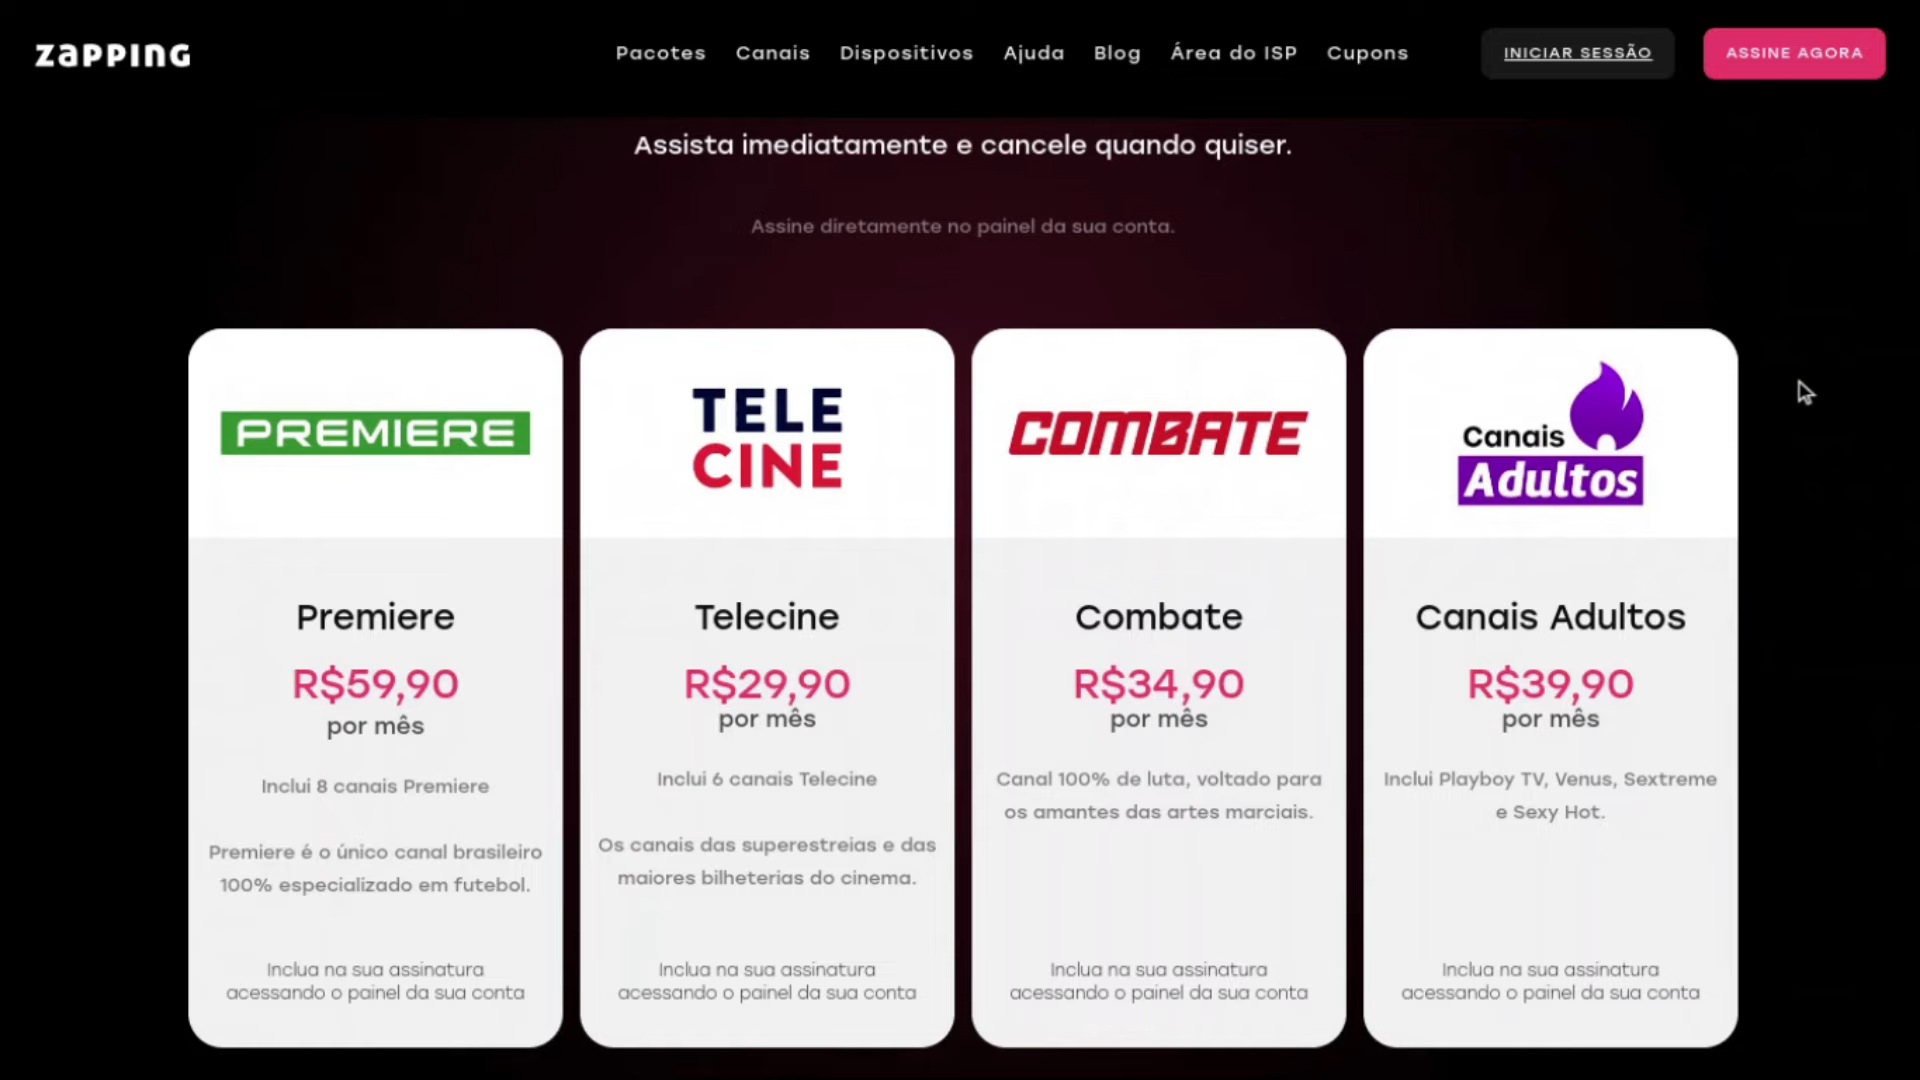 zapping
Pacotes Canais Dispositivos Ajuda Blog Área do ISP Cupons INICIAR SESSÃO ASSINE AGORA
Assista imediatamente e cancele quando quiser.
Assine diretamente no painel da sua conta.
PREMIERE
Premiere
R$59,90
por mês
Inclui 8 canais Premiere
Premiere é o único canal brasileiro
100% especializado em futebol.
Inclua na sua assinatura
acessando o painel da sua conta
TELE
CINE
Telecine
R$29,90
por mês
Inclui 6 canais Telecine
Os canais das superestreias e das
maiores bilheterias do cinema.
Inclua na sua assinatura
acessando o painel da sua conta
COMBATE
Combate
R$34,90
por mês
Canal 100% de luta, voltado para
os amantes das artes marciais.
Inclua na sua assinatura
acessando o painel da sua conta
Canais
Adultos
Canais Adultos
R$39,90
por mês
Inclui Playboy TV, Venus, Sextreme
e Sexy Hot.
Inclua na sua assinatura
acessando o painel da sua conta